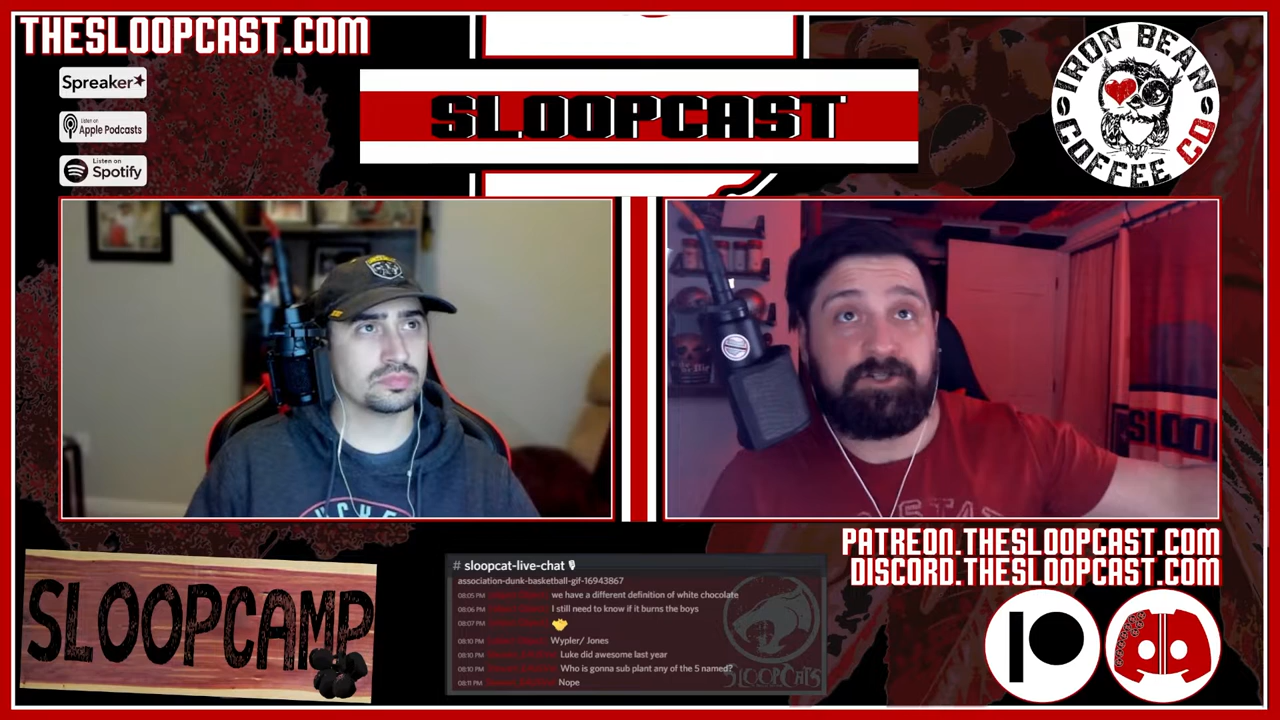 THESLOOPCAST.COM
Spreaker
Listen on
Apple Podcasts
Listen on
Spotify
SLOOPCAST
IRON BEAN
COFFEE CO
SLOO
SLOOPCAMP
# sloopcat-live-chat
association-dunk-basketball-gif-16943867
08:05 PM we have a different definition of white chocolate
08:06 PM I still need to know if it burns the boys
08:07 PM
08:10 PM Wypler/ Jones
08:10 PM Luke did awesome last year
08:10 PM Who is gonna sub plant any of the 5 named?
08:11 PM Nope
SLOOPCATS
PATREON.THESLOOPCAST.COM
DISCORD.THESLOOPCAST.COM